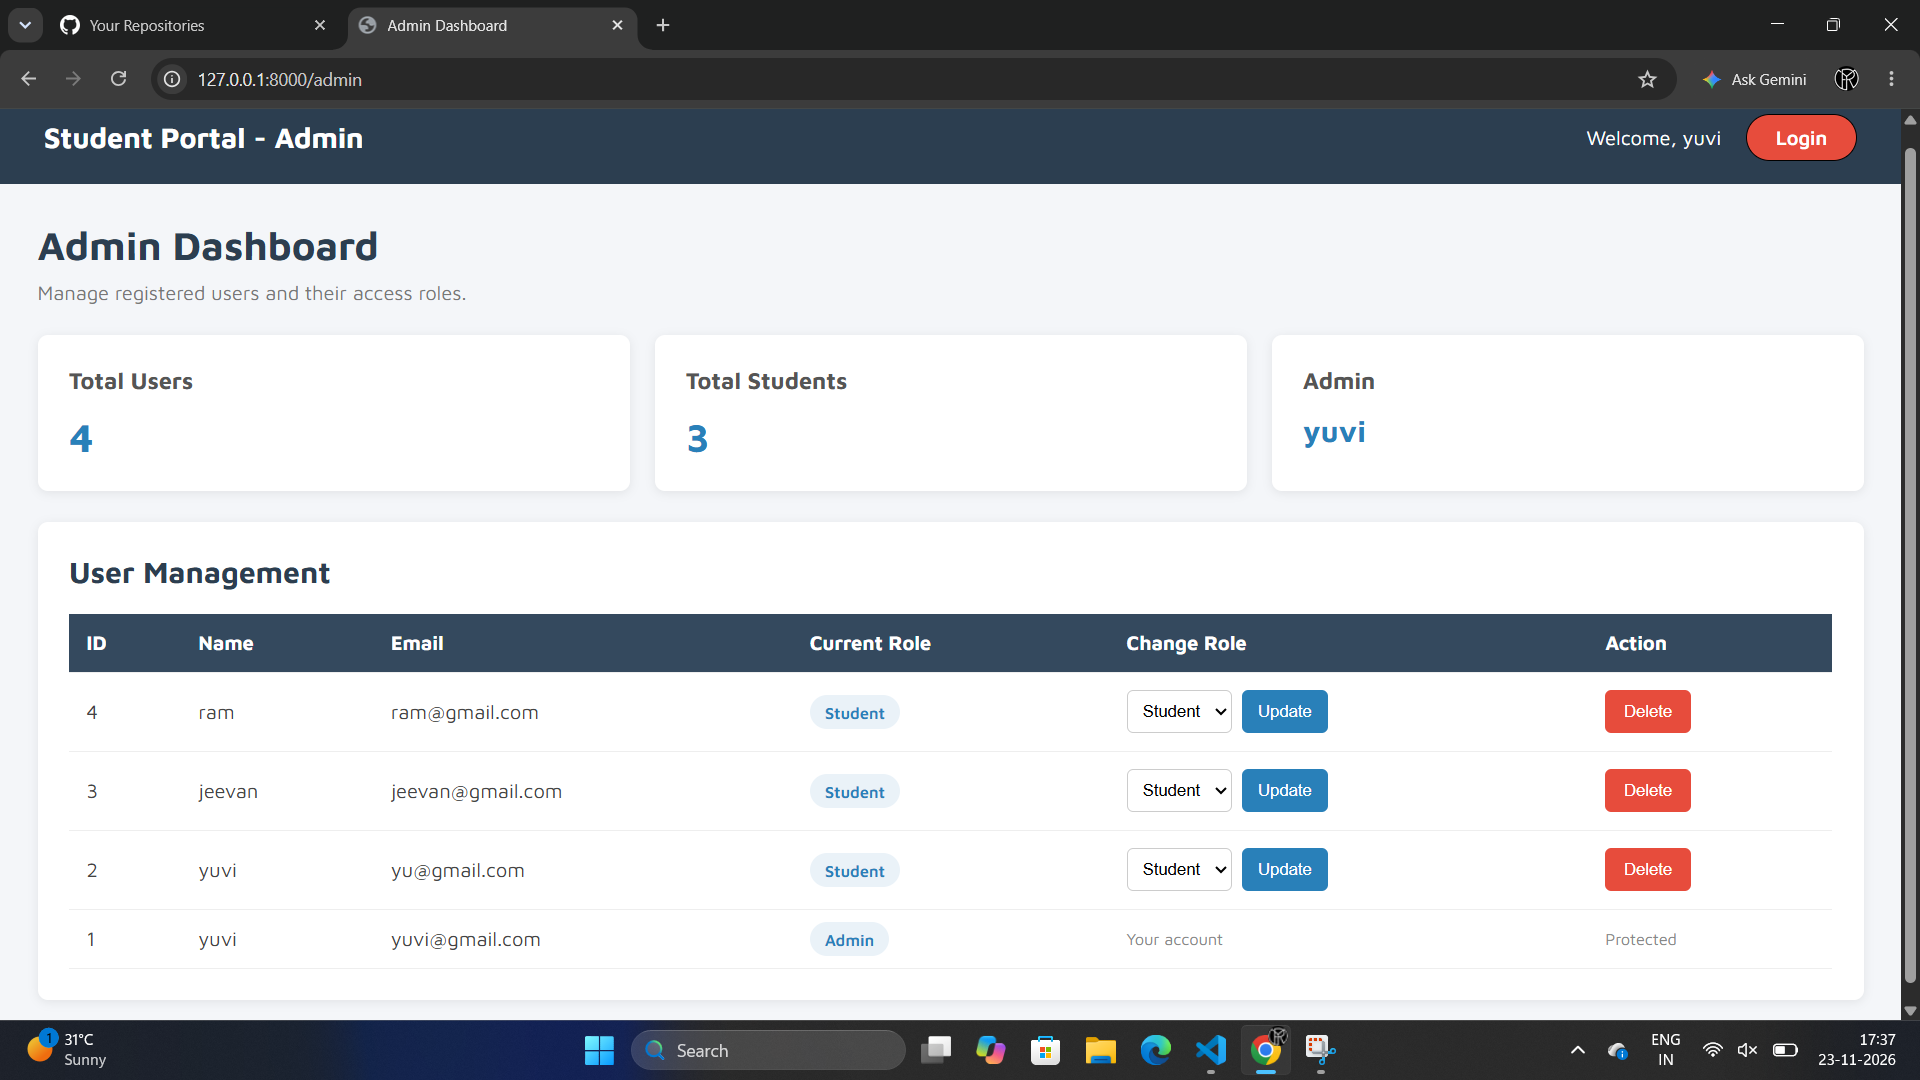 Your Repositories
Admin Dashboard
127.0.0.1:8000/admin
Ask Gemini
Student Portal - Admin
Welcome, yuvi
Login
Admin Dashboard
Manage registered users and their access roles.
Total Users
4
Total Students
3
Admin
yuvi
User Management
ID Name Email Current Role Change Role Action
4 ram ram@gmail.com Student Student Update Delete
3 jeevan jeevan@gmail.com Student Student Update Delete
2 yuvi yu@gmail.com Student Student Update Delete
1 yuvi yuvi@gmail.com Admin Your account Protected
1
31°C
Sunny
Search
ENG
IN
17:37
23-11-2026